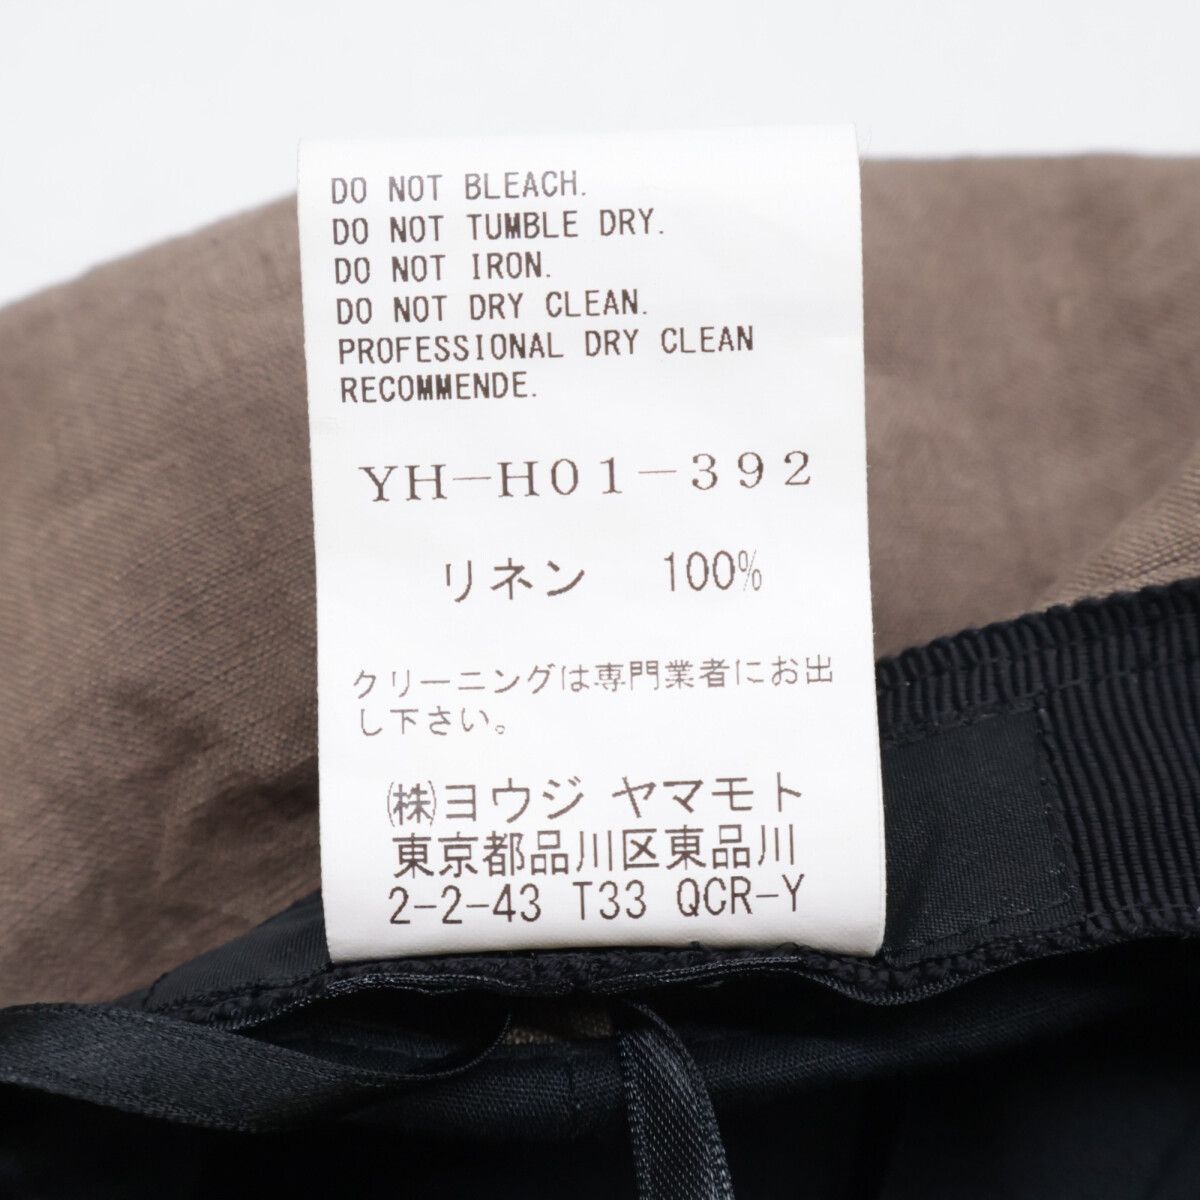 DO NOT BLEACH.
DO NOT TUMBLE DRY.
DO NOT IRON.
DO NOT DRY CLEAN.
PROFESSIONAL DRY CLEAN
RECOMMENDE.
YH-H01-392
リネン 100%
クリーニングは専門業者にお出
し下さい。
㈱ヨウジ ヤマモト
東京都品川区東品川
2-2-43 T33 QCR-Y